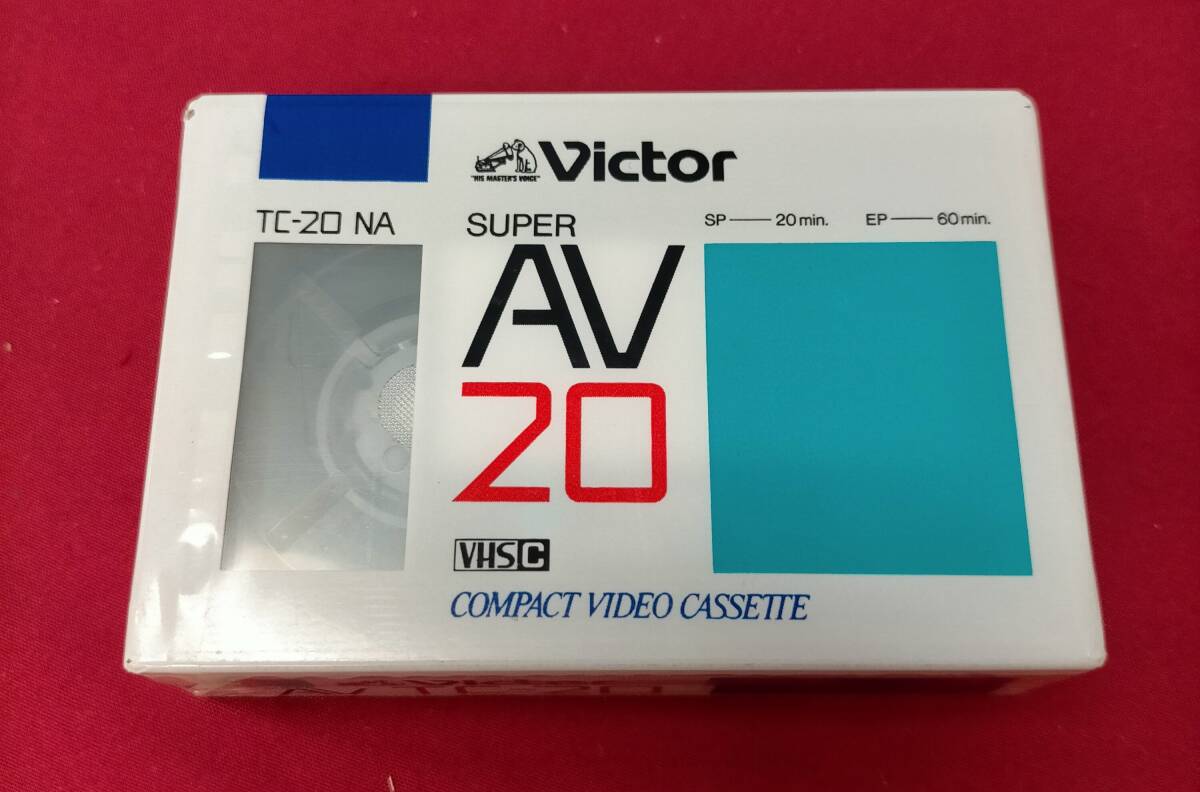 Victor
"HIS MASTER'S VOICE"
TC-20 NA
SUPER
SP — 20 min. EP — 60 min.
AV
20
VHS C
COMPACT VIDEO CASSETTE
Victor